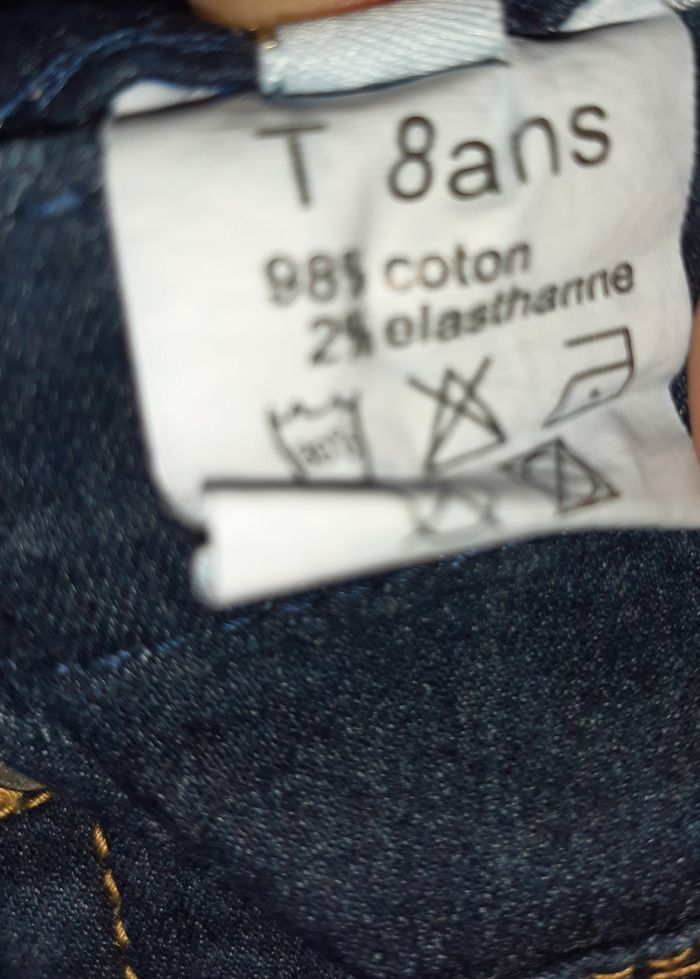 T 8ans
98% coton
2% elasthanne